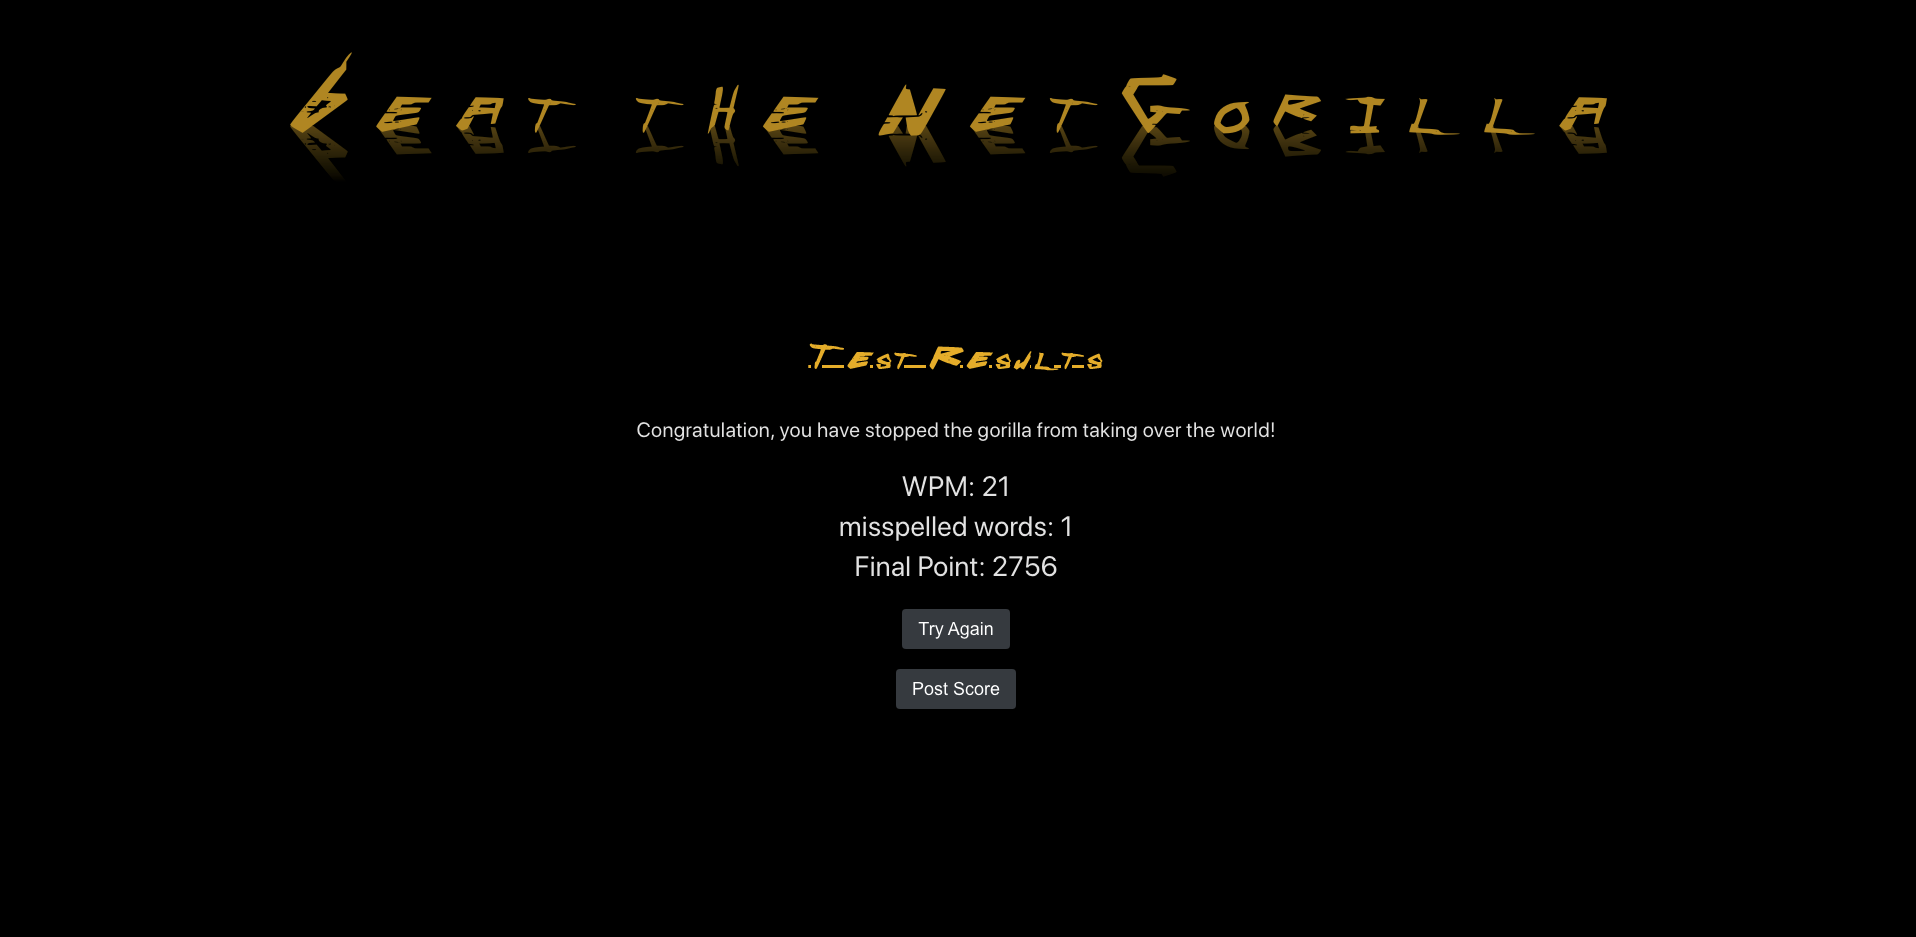 Beat the NetGorilla
Test Results
Congratulation, you have stopped the gorilla from taking over the world!
WPM: 21
misspelled words: 1
Final Point: 2756
Try Again
Post Score